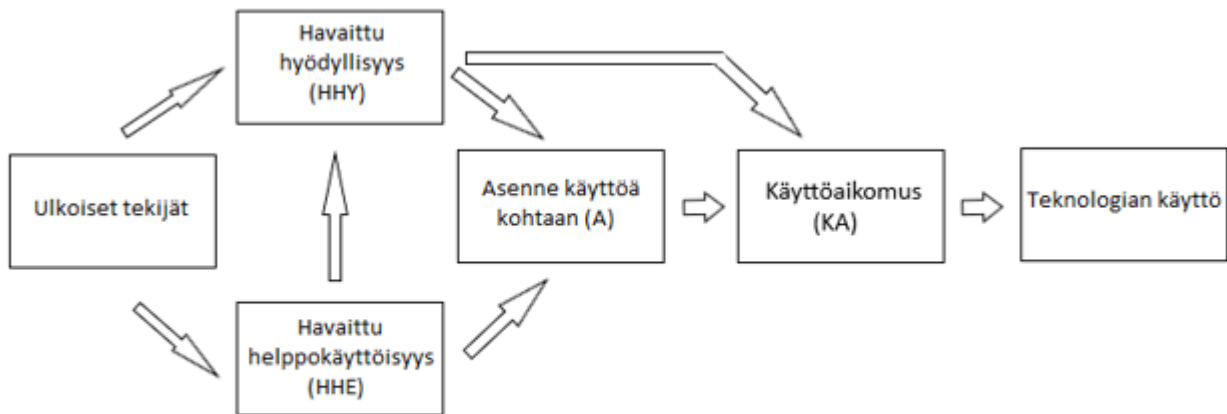 Havaittu
hyödyllisyys
(HHY)
Ulkoiset tekijät
Asenne käyttöä
kohtaan (A)
Käyttöaikomus
(KA)
Teknologian käyttö
Havaittu
helppokäyttöisyys
(HHE)